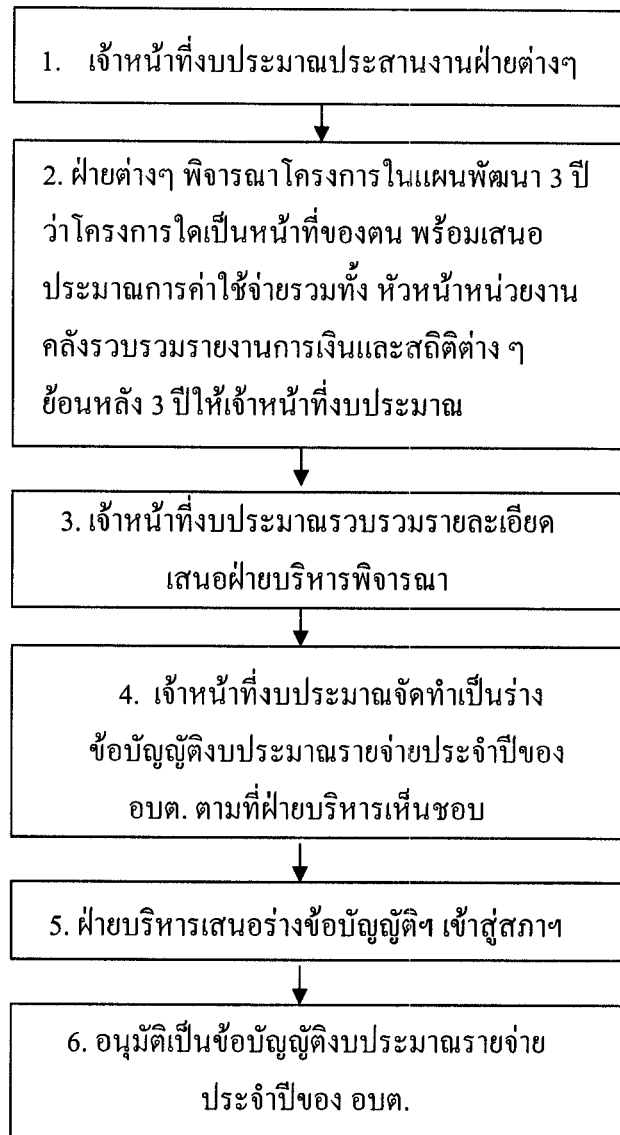 1. เจ้าหน้าที่งบประมาณประสานงานฝ่ายต่างๆ
2. ฝ่ายต่างๆ พิจารณาโครงการในแผนพัฒนา 3 ปี
ว่าโครงการใดเป็นหน้าที่ของตน พร้อมเสนอ
ประมาณการค่าใช้จ่ายรวมทั้ง หัวหน้าหน่วยงาน
คลังรวบรวมรายงานการเงินและสถิติต่าง ๆ
ย้อนหลัง 3 ปีให้เจ้าหน้าที่งบประมาณ
3. เจ้าหน้าที่งบประมาณรวบรวมรายละเอียด
เสนอฝ่ายบริหารพิจารณา
4. เจ้าหน้าที่งบประมาณจัดทำเป็นร่าง
ข้อบัญญัติงบประมาณรายจ่ายประจำปีของ
อบต. ตามที่ฝ่ายบริหารเห็นชอบ
5. ฝ่ายบริหารเสนอร่างข้อบัญญัติฯ เข้าสู่สภาฯ
6. อนุมัติเป็นข้อบัญญัติงบประมาณรายจ่าย
ประจำปีของ อบต.